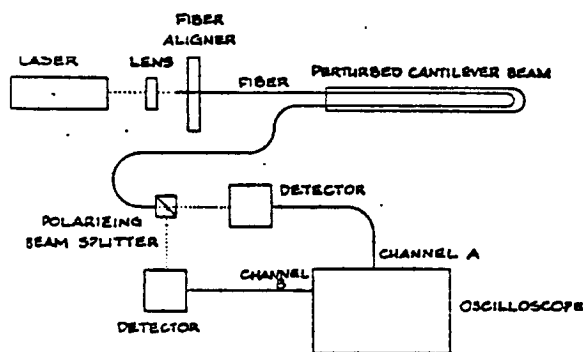 FIBER
ALIGNER
LASER
LENS
FIBER
PERTURBED CANTILEVER BEAM
DETECTOR
POLARIZING
BEAM SPLITTER
CHANNEL A
CHANNEL
B
OSCILLOSCOPE
DETECTOR